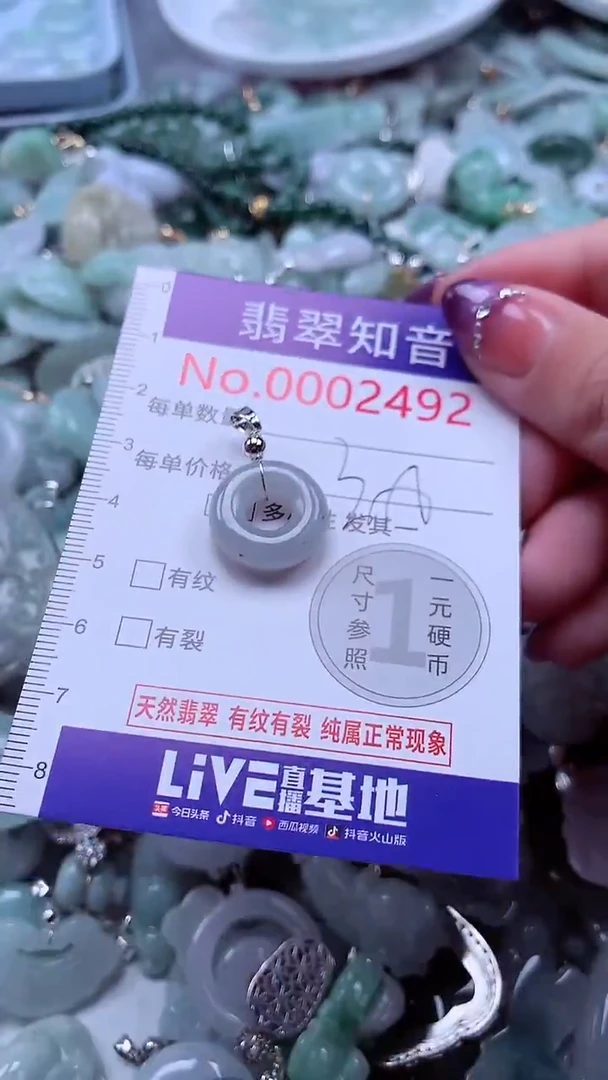 0
翡翠知音
No.0002492
1
2
每单数量
3
每单价格
4
多
发其一
5
有纹
尺寸参照
1
一元硬币
6
有裂
7
天然翡翠 有纹有裂 纯属正常现象
8
LiVE直播基地
今日头条 抖音 西瓜视频 抖音火山版